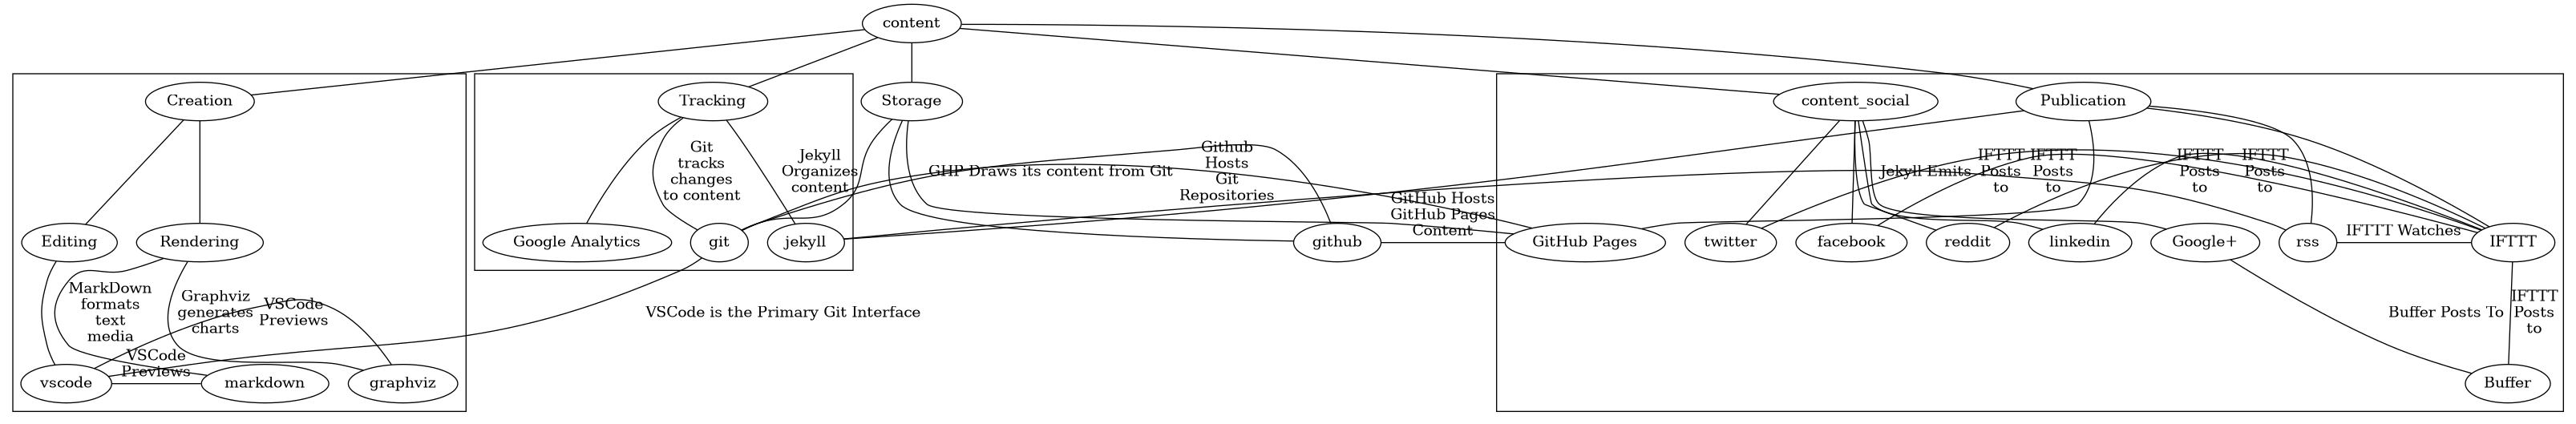 content
Creation
Tracking
Storage
content_social
Publication
Git
tracks
changes
to content
Jekyll
Organizes
content
GHP Draws its content from Git
Github
Hosts
Git
Repositories
GitHub Hosts
GitHub Pages
Content
Jekyll Emits
IFTTT
Posts
to
IFTTT
Posts
to
IFTTT
Posts
to
IFTTT
Posts
to
Editing
Rendering
Google Analytics
git
jekyll
github
GitHub Pages
twitter
facebook
reddit
linkedin
Google+
rss
IFTTT Watches
IFTTT
MarkDown
formats
text
media
Graphviz
generates
charts
VSCode
Previews
VSCode is the Primary Git Interface
Buffer Posts To
IFTTT
Posts
to
VSCode
Previews
vscode
markdown
graphviz
Buffer